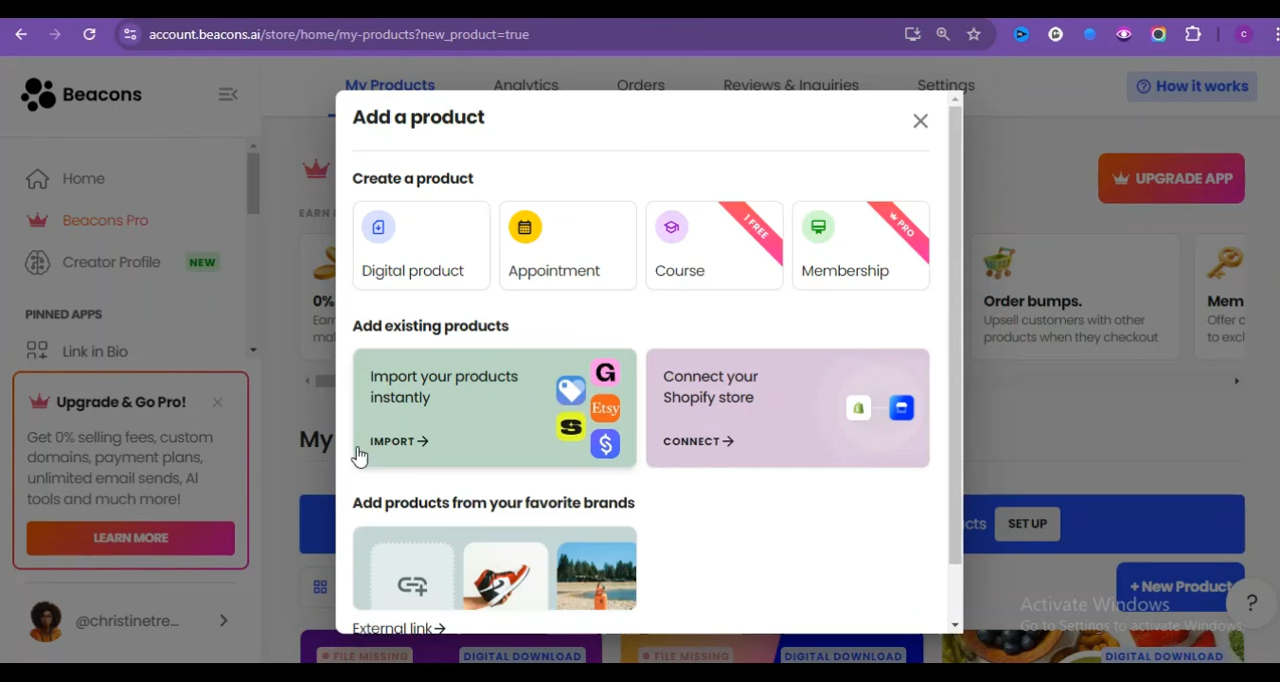 account.beacons.ai/store/home/my-products?new_product=true
c
Beacons
My Products
Analytics
Orders
Reviews & Inquiries
Settings
How it works
Home
Beacons Pro
Creator Profile
NEW
PINNED APPS
Link in Bio
Upgrade & Go Pro!
Get 0% selling fees, custom
domains, payment plans,
unlimited email sends, AI
tools and much more!
LEARN MORE
@christinetre...
UPGRADE APP
Add a product
Create a product
Digital product
Appointment
Course
1 FREE
Membership
PRO
Add existing products
Import your products
instantly
IMPORT
G
Etsy
S
$
Connect your
Shopify store
CONNECT
Add products from your favorite brands
External link
EARN
0%
Earn
Order bumps.
Upsell customers with other
products when they checkout
Mem
Offer c
to excl
My
cts
SET UP
+ New Product
?
Activate Windows
Go to Settings to activate Windows.
FILE MISSING
DIGITAL DOWNLOAD
FILE MISSING
DIGITAL DOWNLOAD
DIGITAL DOWNLOAD